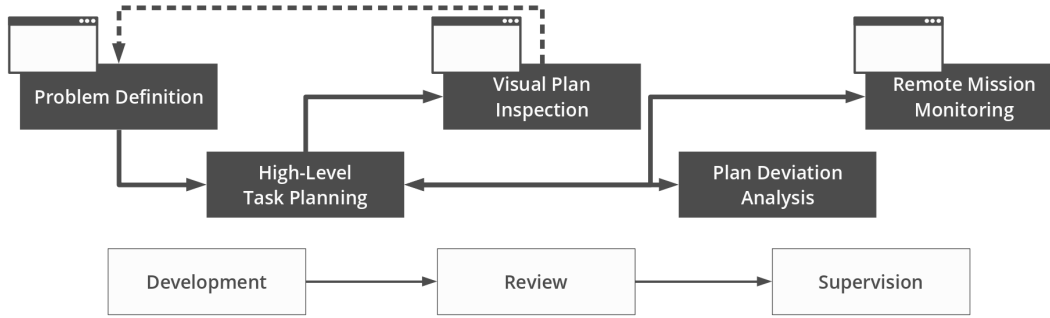 Problem Definition
Visual Plan
Inspection
Remote Mission
Monitoring
High-Level
Task Planning
Plan Deviation
Analysis
Development
Review
Supervision